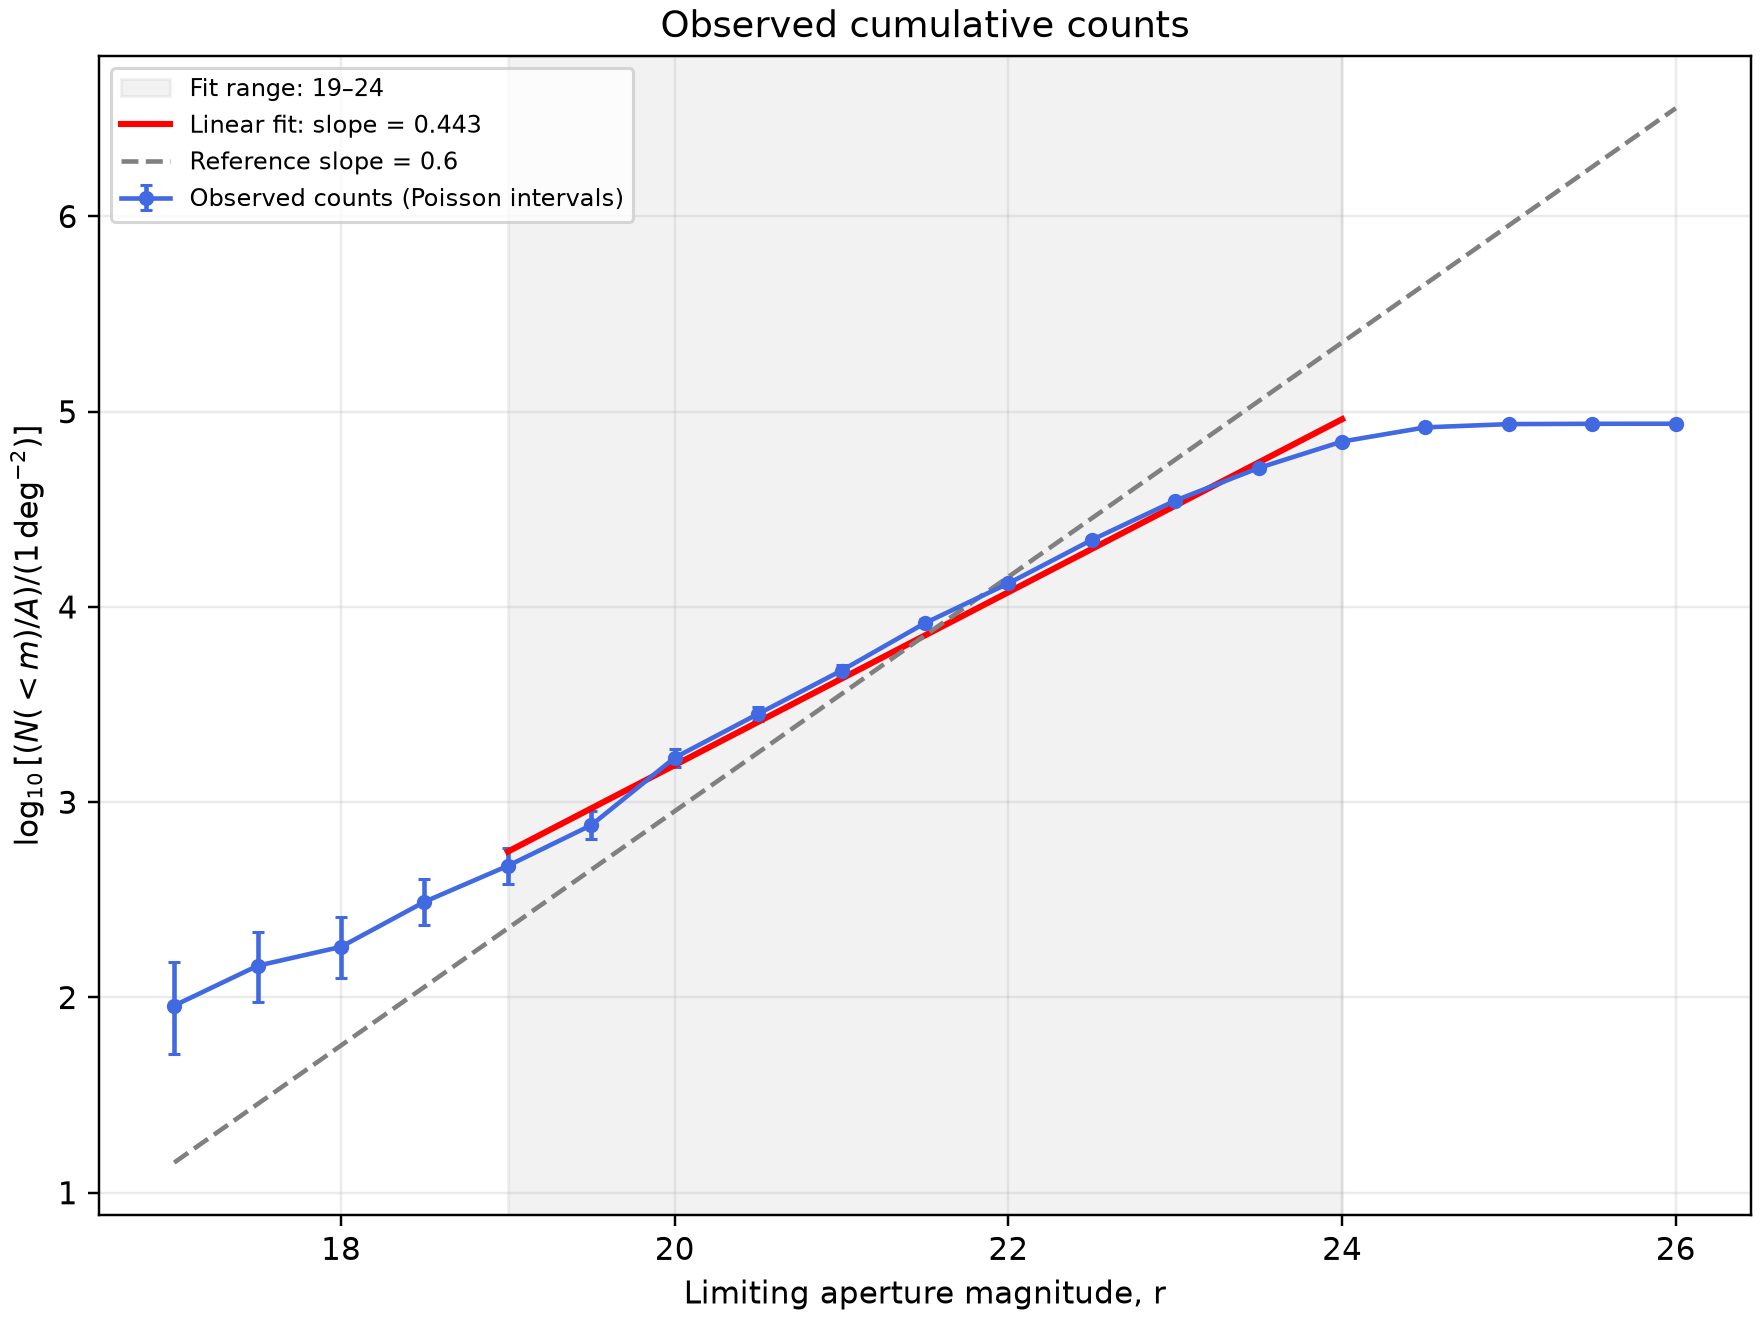 Observed cumulative counts
Fit range: 19–24
Linear fit: slope = 0.443
Reference slope = 0.6
Observed counts (Poisson intervals)
log₁₀ [(N( < m)/A)/(1 deg⁻²)]
6
5
4
3
2
1
18 20 22 24 26
Limiting aperture magnitude, r